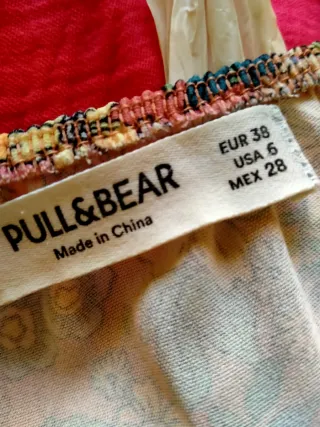 PULL&BEAR
Made in China
EUR 38
USA 6
MEX 28